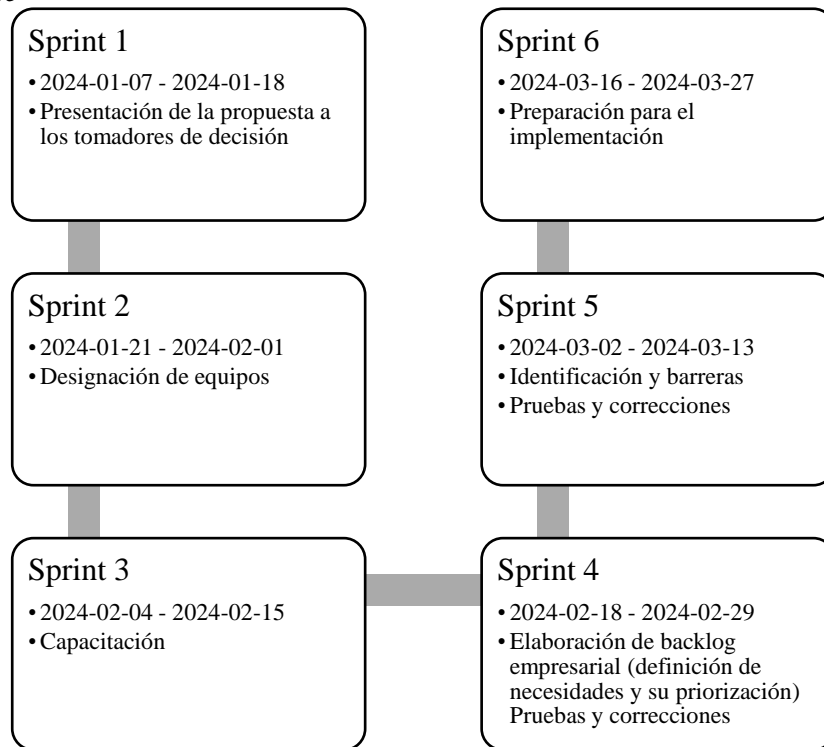 Sprint 1
• 2024-01-07 - 2024-01-18
• Presentación de la propuesta a
los tomadores de decisión
Sprint 2
• 2024-01-21 - 2024-02-01
• Designación de equipos
Sprint 3
• 2024-02-04 - 2024-02-15
• Capacitación
Sprint 4
• 2024-02-18 - 2024-02-29
• Elaboración de backlog
empresarial (definición de
necesidades y su priorización)
Pruebas y correcciones
Sprint 5
• 2024-03-02 - 2024-03-13
• Identificación y barreras
• Pruebas y correcciones
Sprint 6
• 2024-03-16 - 2024-03-27
• Preparación para el
implementación